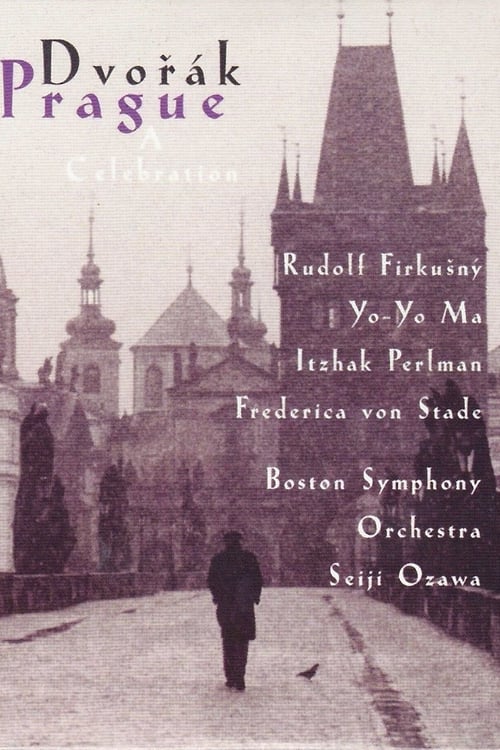 Dvořák
Prague
A
Celebration
Rudolf Firkušný
Yo-Yo Ma
Itzhak Perlman
Frederica von Stade
Boston Symphony
Orchestra
Seiji Ozawa